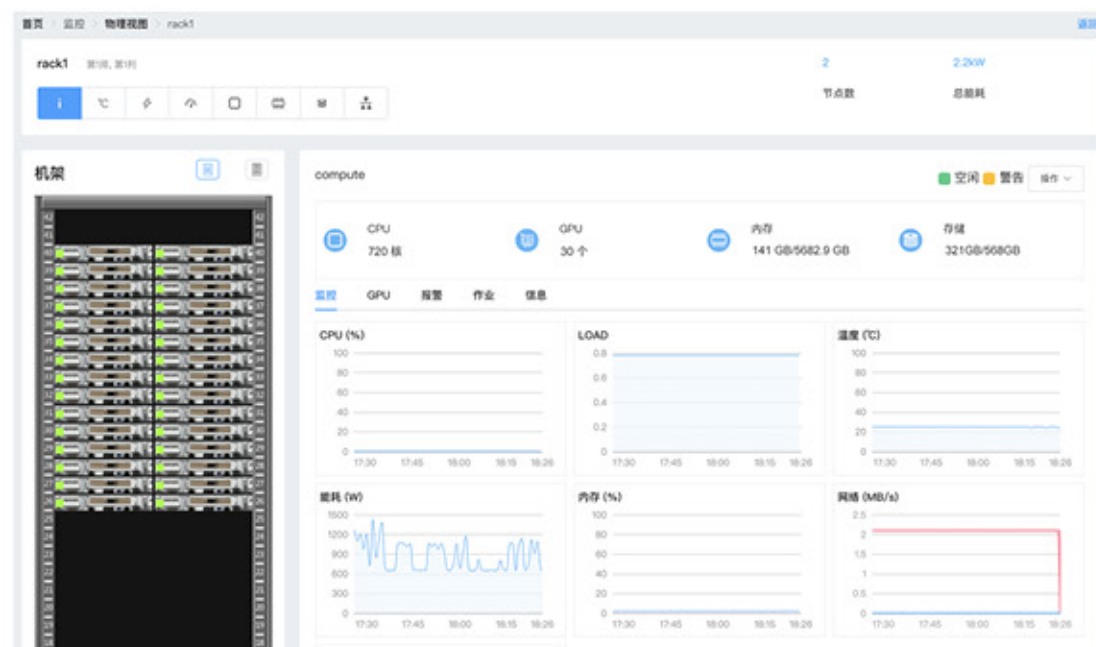 首页 监控 物理视图 rack1
返回
rack1 第1排, 第1列
2 2.2kW
节点数 总能耗
℃
机架
compute
空闲 警告 操作
CPU GPU 内存 存储
720 核 30 个 141 GB/5682.9 GB 321GB/568GB
监控 GPU 报警 作业 信息
CPU (%)
100
80
60
40
20
0
17:30 17:45 18:00 18:15 18:26
LOAD
0.8
0.6
0.4
0.2
0
17:30 17:45 18:00 18:15 18:26
温度 (℃)
100
80
60
40
20
0
17:30 17:45 18:00 18:15 18:26
能耗 (W)
1500
1200
900
600
300
0
17:30 17:45 18:00 18:15 18:26
内存 (%)
100
80
60
40
20
0
17:30 17:45 18:00 18:15 18:26
网络 (MB/s)
2.5
2
1.5
1
0.5
0
17:30 17:45 18:00 18:15 18:26